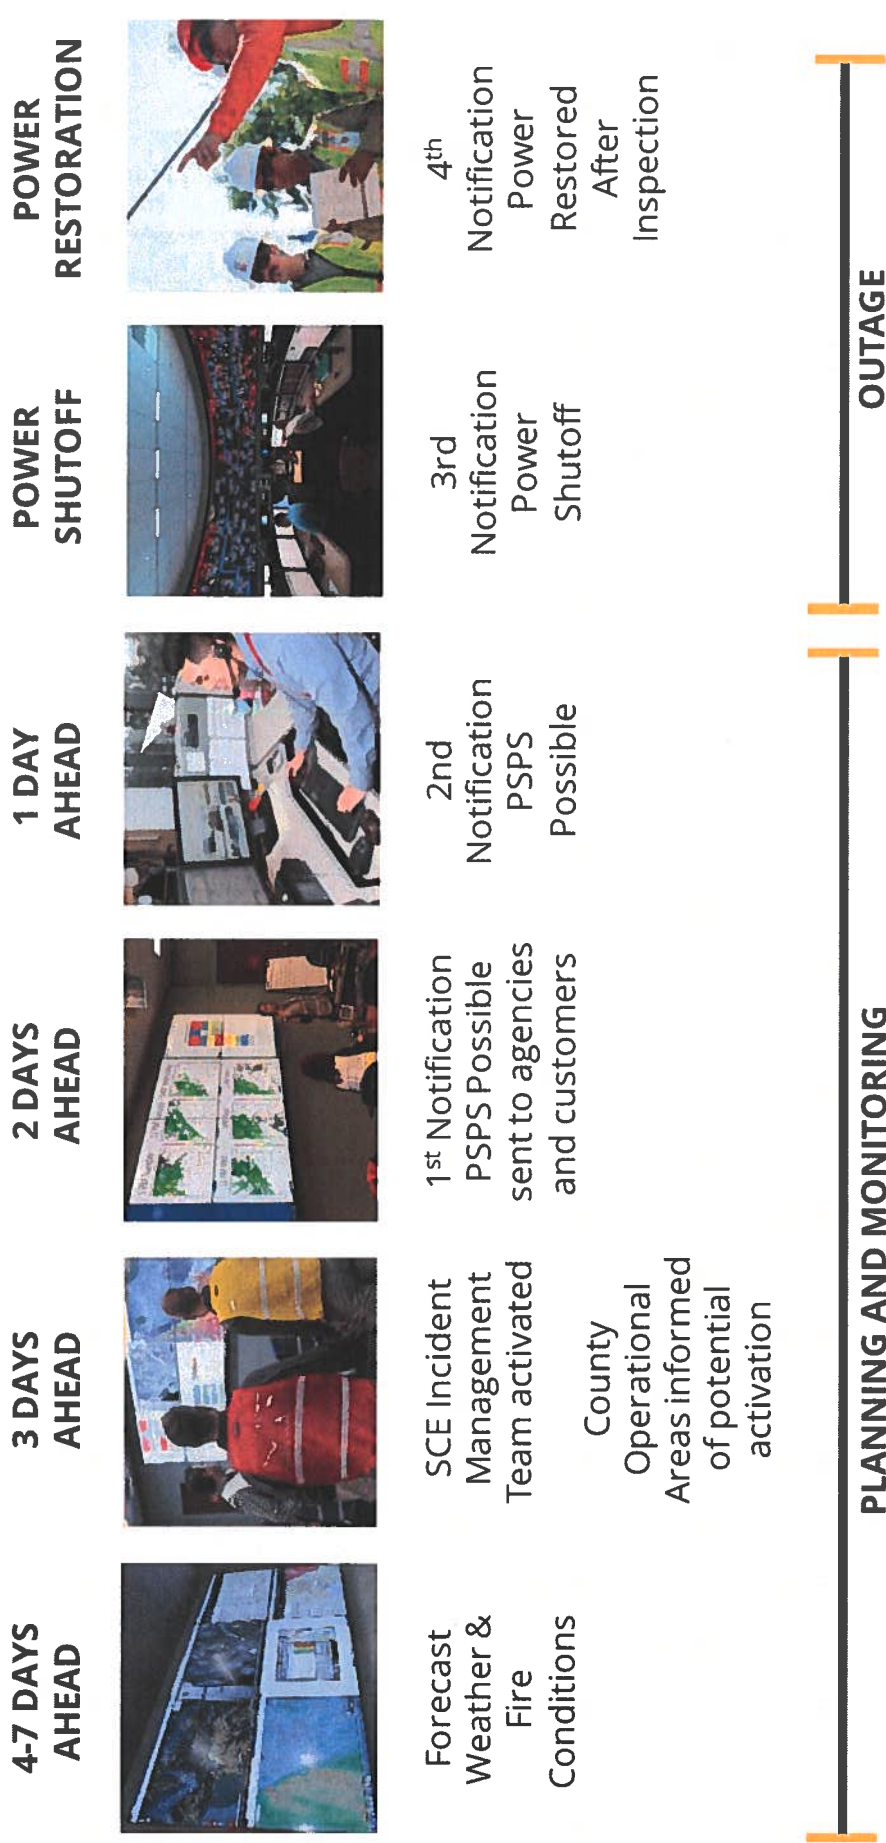 4-7 DAYS
AHEAD
Forecast
Weather &
Fire
Conditions
3 DAYS
AHEAD
SCE Incident
Management
Team activated
County
Operational
Areas informed
of potential
activation
2 DAYS
AHEAD
1st Notification
PSPS Possible
sent to agencies
and customers
1 DAY
AHEAD
2nd
Notification
PSPS
Possible
POWER
SHUTOFF
3rd
Notification
Power
Shutoff
POWER
RESTORATION
4th
Notification
Power
Restored
After
Inspection
PLANNING AND MONITORING
OUTAGE